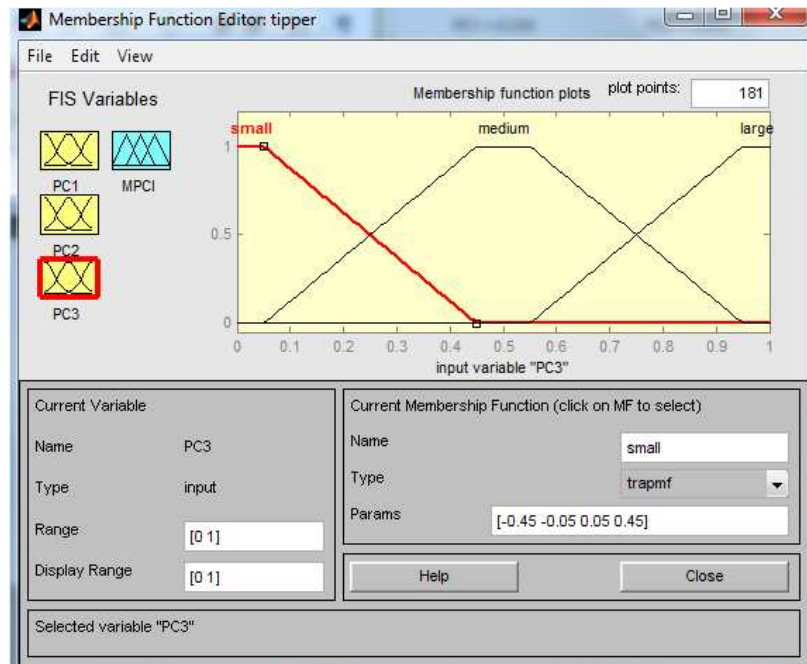 Membership Function Editor: tipper
File Edit View
FIS Variables
Membership function plots plot points: 181
PC1 MPCI
PC2
PC3
small medium large
1
0.5
0
0 0.1 0.2 0.3 0.4 0.5 0.6 0.7 0.8 0.9 1
input variable "PC3"
Current Variable
Name PC3
Type input
Range [0 1]
Display Range [0 1]
Current Membership Function (click on MF to select)
Name small
Type trapmf
Params [-0.45 -0.05 0.05 0.45]
Help Close
Selected variable "PC3"